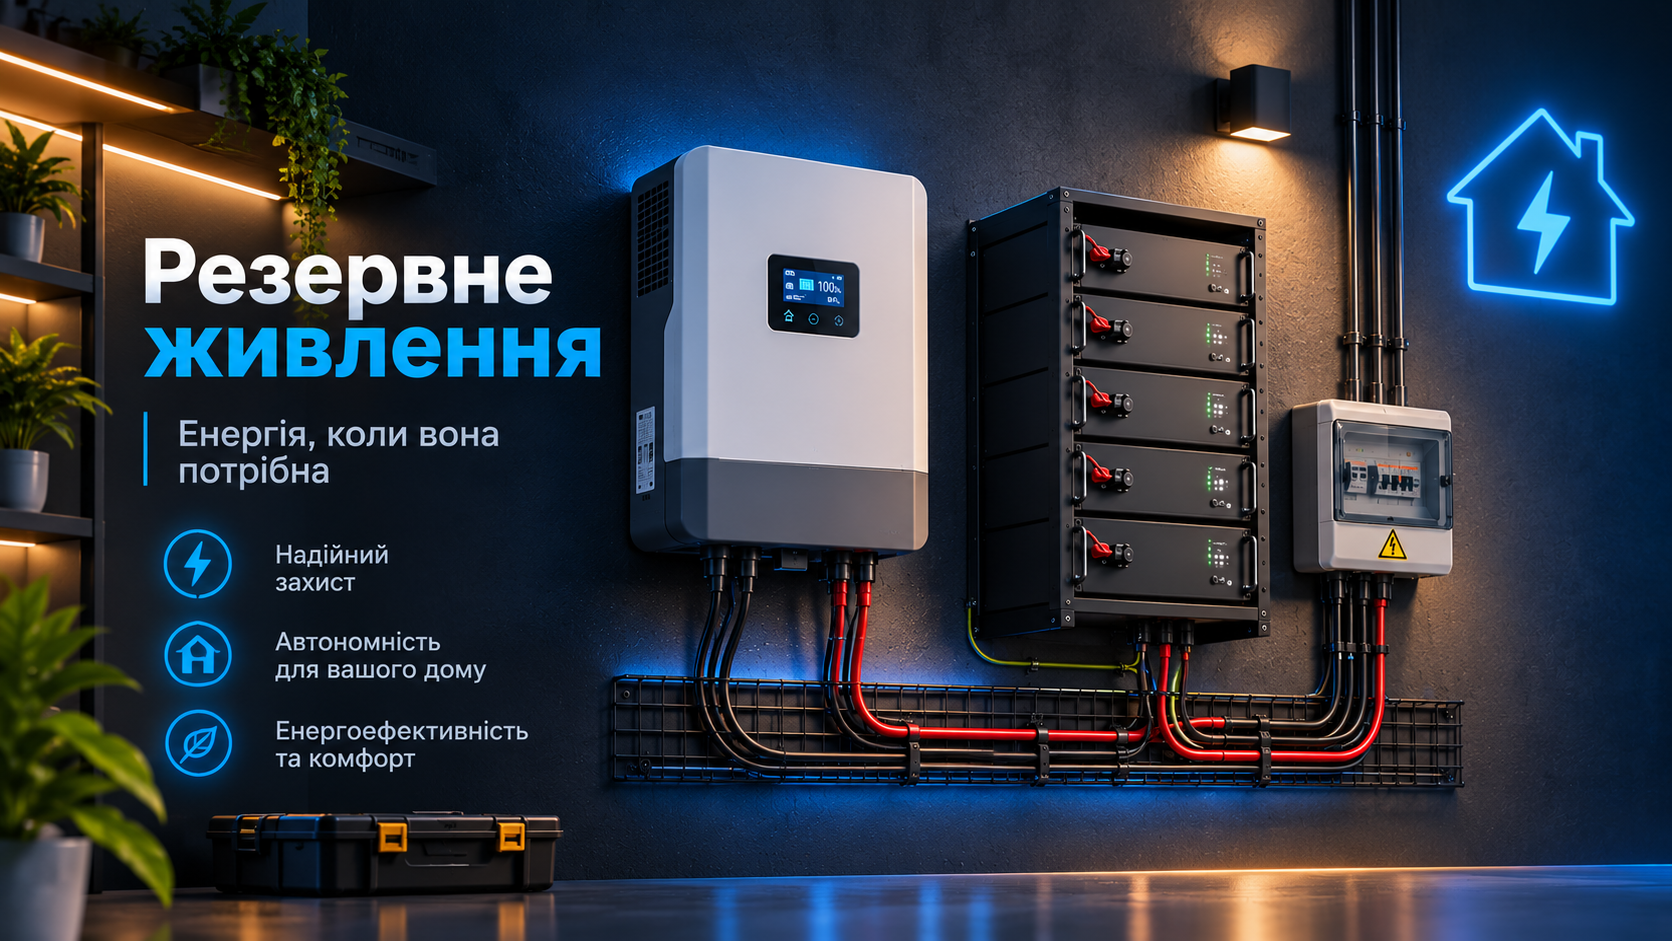 Резервне
живлення
Енергія, коли вона
потрібна
Надійний
захист
Автономність
для вашого дому
Енергоефективність
та комфорт
100%